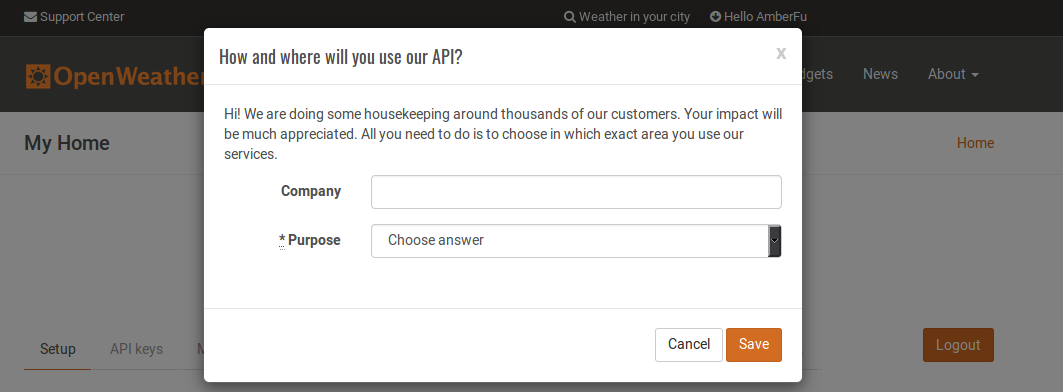 Support Center
Weather in your city
Hello AmberFu
OpenWeather
How and where will you use our API?
x
dgets
News
About
Hi! We are doing some housekeeping around thousands of our customers. Your impact will
be much appreciated. All you need to do is to choose in which exact area you use our
services.
My Home
Home
Company
* Purpose
Choose answer
Setup
API keys
M
Cancel
Save
Logout